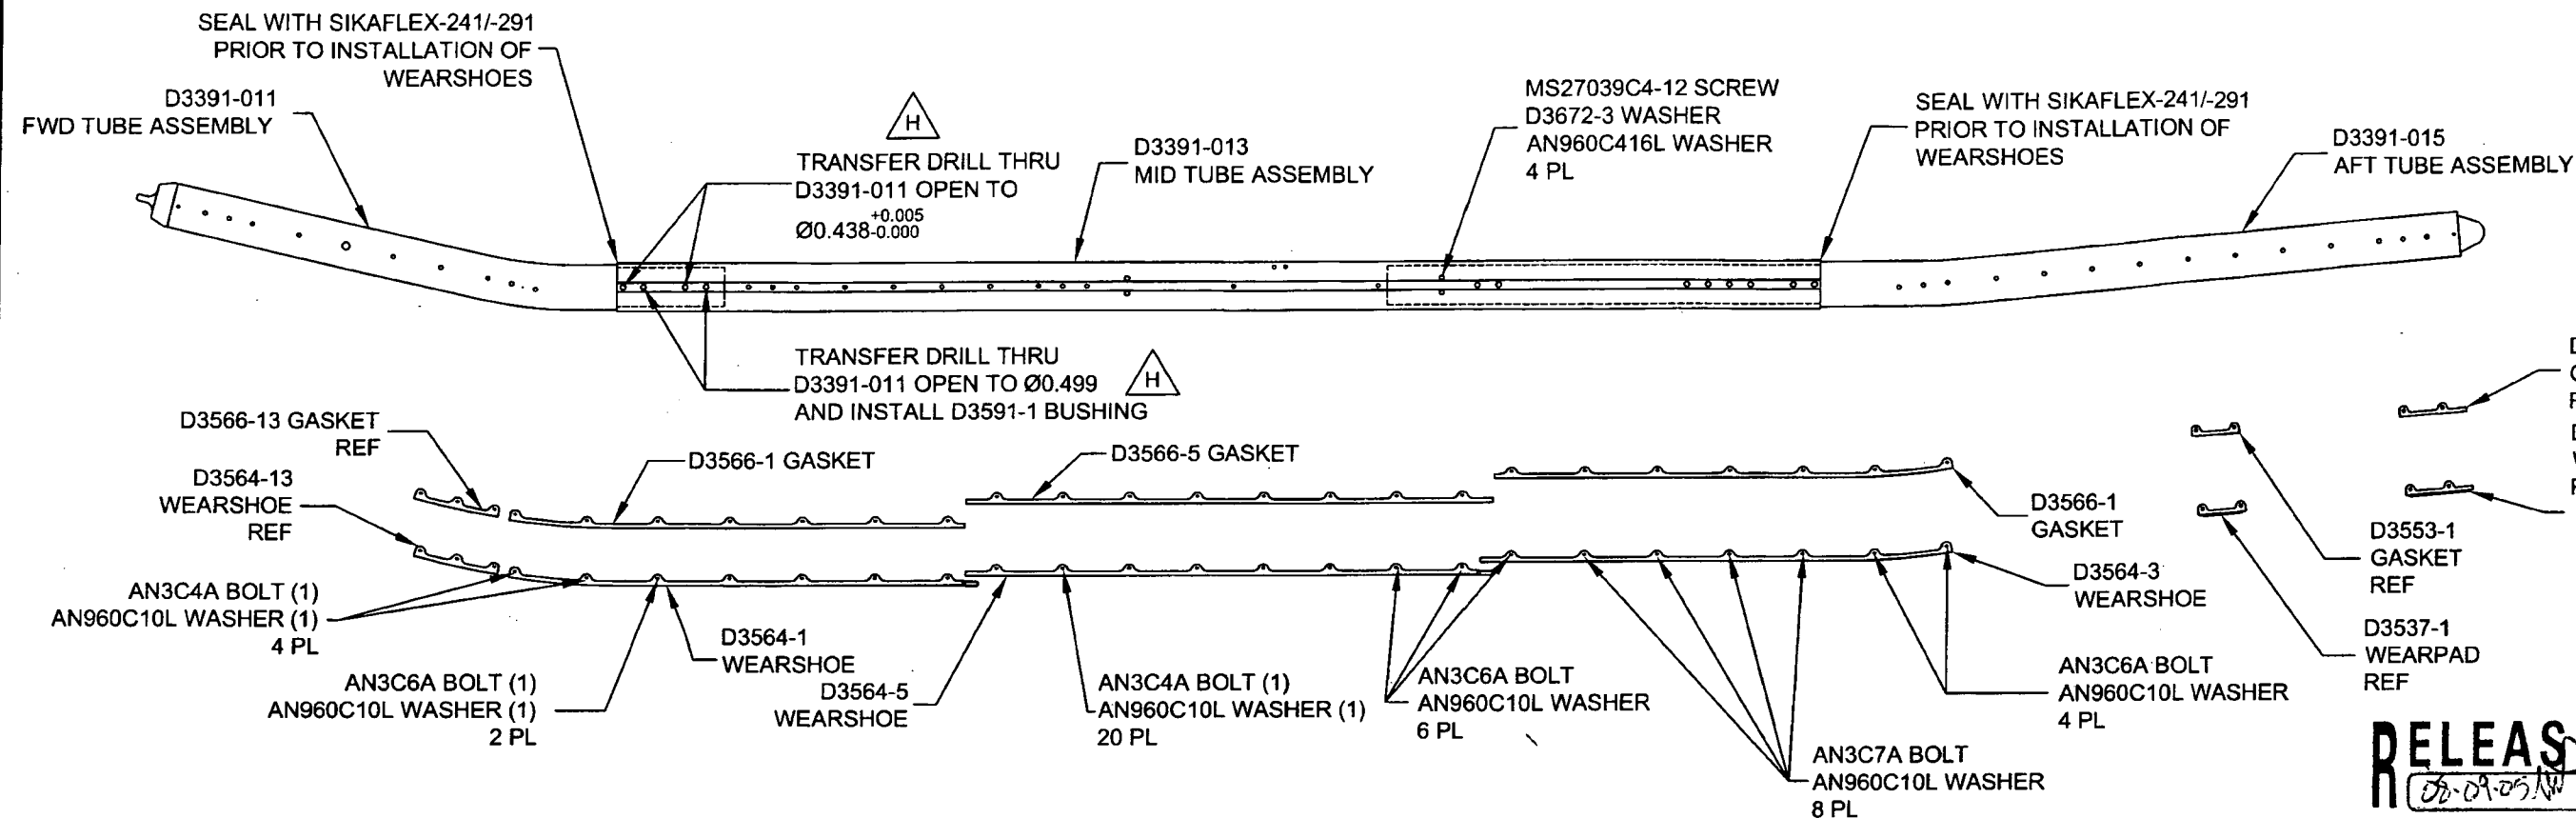 SEAL WITH SIKAFLEX-241/-291
PRIOR TO INSTALLATION OF
WEARSHOES
D3391-011
FWD TUBE ASSEMBLY
H
TRANSFER DRILL THRU
D3391-011 OPEN TO
Ø0.438+0.005
-0.000
D3391-013
MID TUBE ASSEMBLY
MS27039C4-12 SCREW
D3672-3 WASHER
AN960C416L WASHER
4 PL
SEAL WITH SIKAFLEX-241/-291
PRIOR TO INSTALLATION OF
WEARSHOES
D3391-015
AFT TUBE ASSEMBLY
TRANSFER DRILL THRU
D3391-011 OPEN TO Ø0.499
AND INSTALL D3591-1 BUSHING
H
D3566-13 GASKET
REF
D3564-13
WEARSHOE
REF
D3566-1 GASKET
D3566-5 GASKET
D3566-1
GASKET
D3553-1
GASKET
REF
D3537-1
WEARPAD
REF
AN3C4A BOLT (1)
AN960C10L WASHER (1)
4 PL
AN3C6A BOLT (1)
AN960C10L WASHER (1)
2 PL
D3564-1
WEARSHOE
D3564-5
WEARSHOE
AN3C4A BOLT (1)
AN960C10L WASHER (1)
20 PL
AN3C6A BOLT
AN960C10L WASHER
6 PL
AN3C7A BOLT
AN960C10L WASHER
8 PL
D3564-3
WEARSHOE
AN3C6A BOLT
AN960C10L WASHER
4 PL
RELEAS